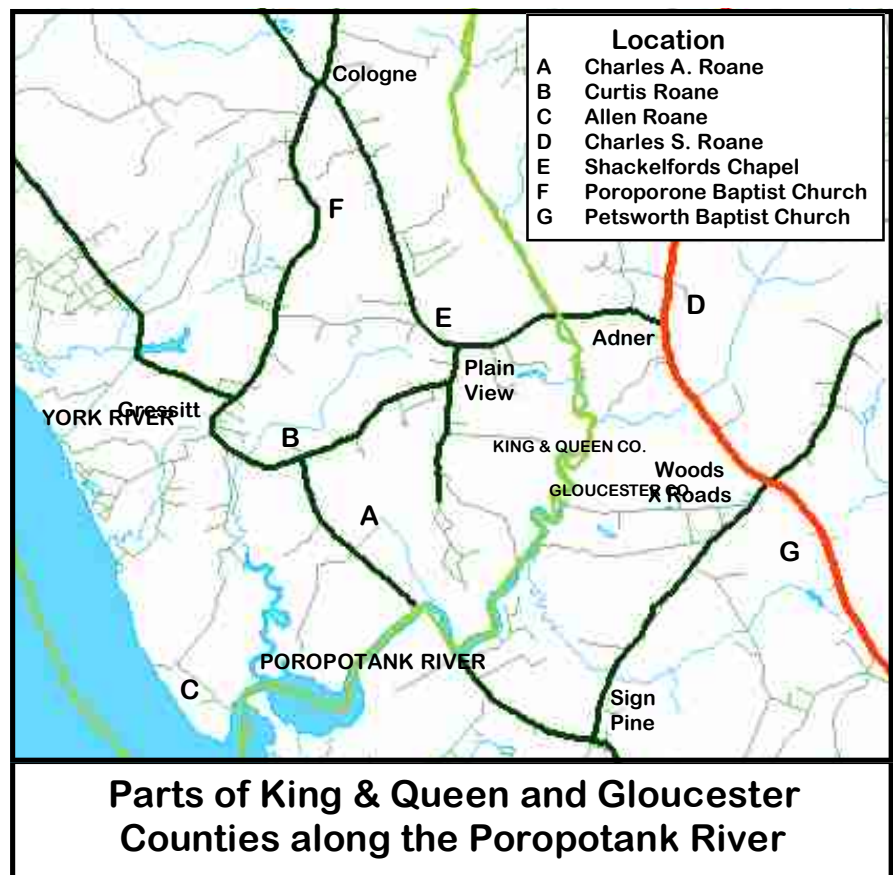 Location
A Charles A. Roane
B Curtis Roane
C Allen Roane
D Charles S. Roane
E Shackelfords Chapel
F Poroporone Baptist Church
G Petsworth Baptist Church
Cologne
F
D
E
Adner
Plain
View
Gressitt
YORK RIVER
B
KING & QUEEN CO.
Woods
X Roads
GLOUCESTER CO.
A
G
POROPOTANK RIVER
C
Sign
Pine
Parts of King & Queen and Gloucester
Counties along the Poropotank River